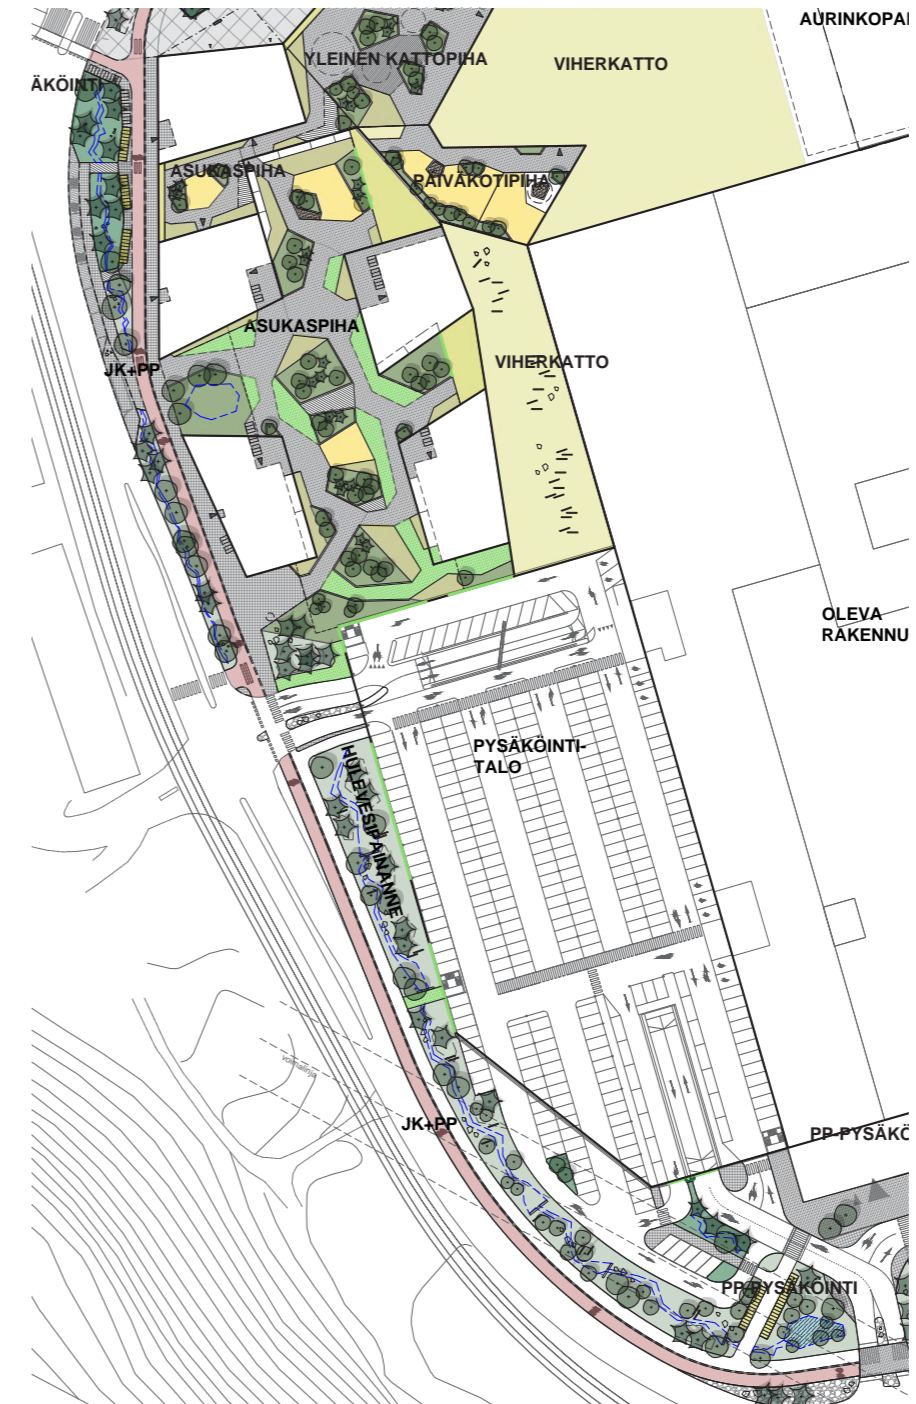 AURINKOPA
YLEINEN KATTOPIHA
VIHERKATTO
ÄKÖINTI
ASUKASPIHA
PÄIVÄKOTIPIHA
ASUKASPIHA
VIHERKATTO
JK+PP
OLEVA
RAKENNU
PYSÄKÖINTI-
TALO
HULEVESIPAINANNE
voimalinja
JK+PP
PP-PYSÄKÖ
PP-PYSÄKÖINTI